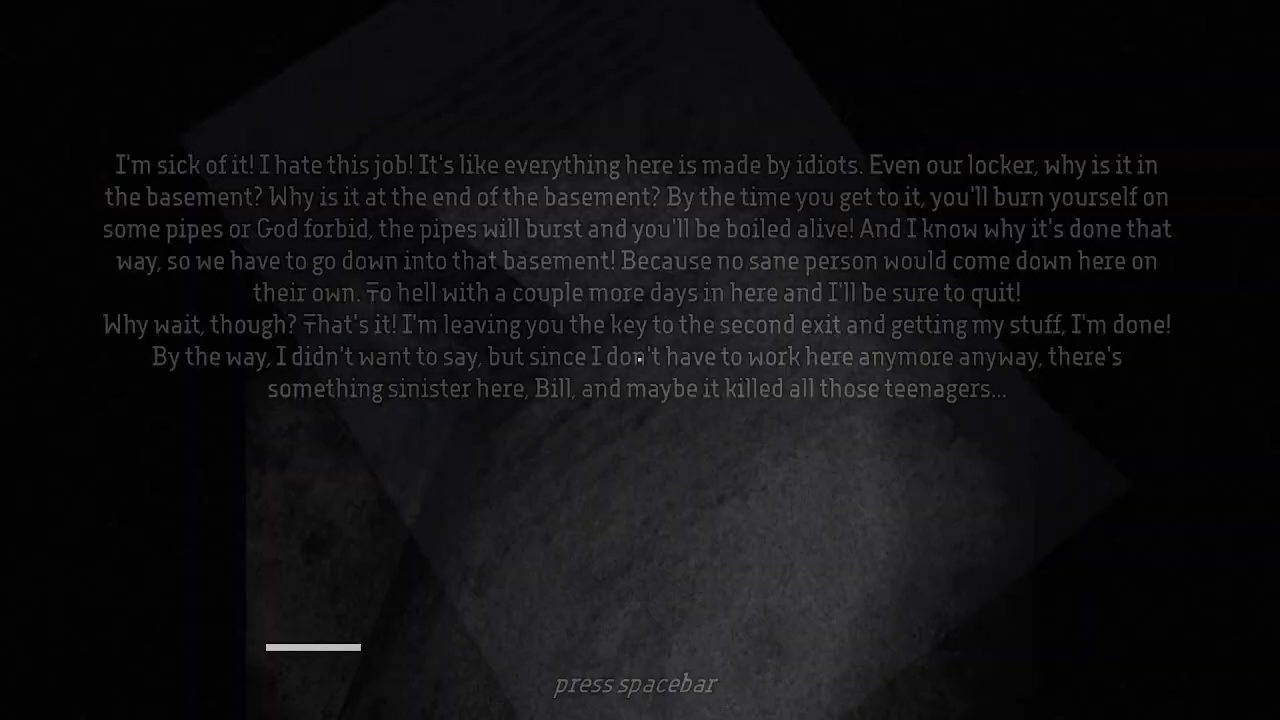 I'm sick of it! I hate this job! It's like everything here is made by idiots. Even our locker, why is it in
the basement? Why is it at the end of the basement? By the time you get to it, you'll burn yourself on
some pipes or God forbid, the pipes will burst and you'll be boiled alive! And I know why it's done that
way, so we have to go down into that basement! Because no sane person would come down here on
their own. To hell with a couple more days in here and I'll be sure to quit!
Why wait, though? That's it! I'm leaving you the key to the second exit and getting my stuff, I'm done!
By the way, I didn't want to say, but since I don't have to work here anymore anyway, there's
something sinister here, Bill, and maybe it killed all those teenagers...
press spacebar